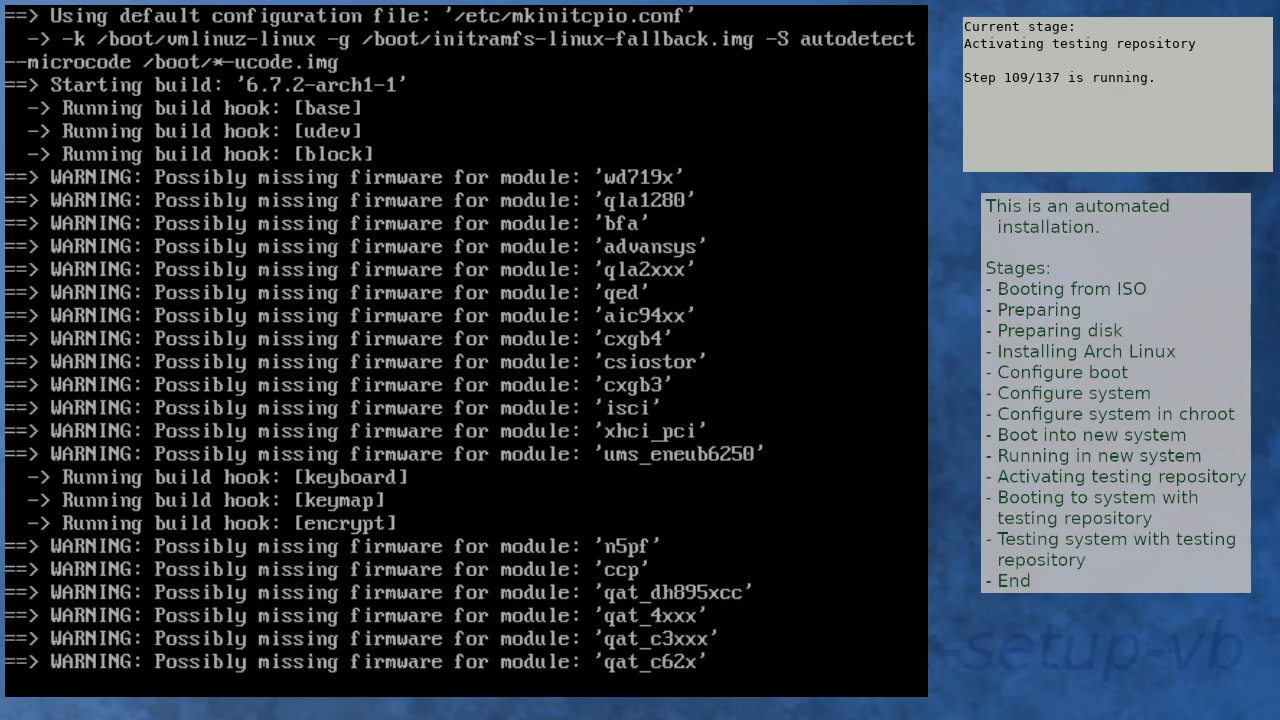 ==> Using default configuration file: '/etc/mkinitcpio.conf'
-> -k /boot/vmlinuz-linux -g /boot/initramfs-linux-fallback.img -S autodetect
--microcode /boot/*-ucode.img
==> Starting build: '6.7.2-arch1-1'
-> Running build hook: [base]
-> Running build hook: [udev]
-> Running build hook: [block]
==> WARNING: Possibly missing firmware for module: 'wd719x'
==> WARNING: Possibly missing firmware for module: 'qla1280'
==> WARNING: Possibly missing firmware for module: 'bfa'
==> WARNING: Possibly missing firmware for module: 'advansys'
==> WARNING: Possibly missing firmware for module: 'qla2xxx'
==> WARNING: Possibly missing firmware for module: 'qed'
==> WARNING: Possibly missing firmware for module: 'aic94xx'
==> WARNING: Possibly missing firmware for module: 'cxgb4'
==> WARNING: Possibly missing firmware for module: 'csiostor'
==> WARNING: Possibly missing firmware for module: 'cxgb3'
==> WARNING: Possibly missing firmware for module: 'isci'
==> WARNING: Possibly missing firmware for module: 'xhci_pci'
==> WARNING: Possibly missing firmware for module: 'ums_eneub6250'
-> Running build hook: [keyboard]
-> Running build hook: [keymap]
-> Running build hook: [encrypt]
==> WARNING: Possibly missing firmware for module: 'n5pf'
==> WARNING: Possibly missing firmware for module: 'ccp'
==> WARNING: Possibly missing firmware for module: 'qat_dh895xcc'
==> WARNING: Possibly missing firmware for module: 'qat_4xxx'
==> WARNING: Possibly missing firmware for module: 'qat_c3xxx'
==> WARNING: Possibly missing firmware for module: 'qat_c62x'
Current stage:
Activating testing repository
Step 109/137 is running.
This is an automated
installation.
Stages:
- Booting from ISO
- Preparing
- Preparing disk
- Installing Arch Linux
- Configure boot
- Configure system
- Configure system in chroot
- Boot into new system
- Running in new system
- Activating testing repository
- Booting to system with
testing repository
- Testing system with testing
repository
- End
-setup-vb